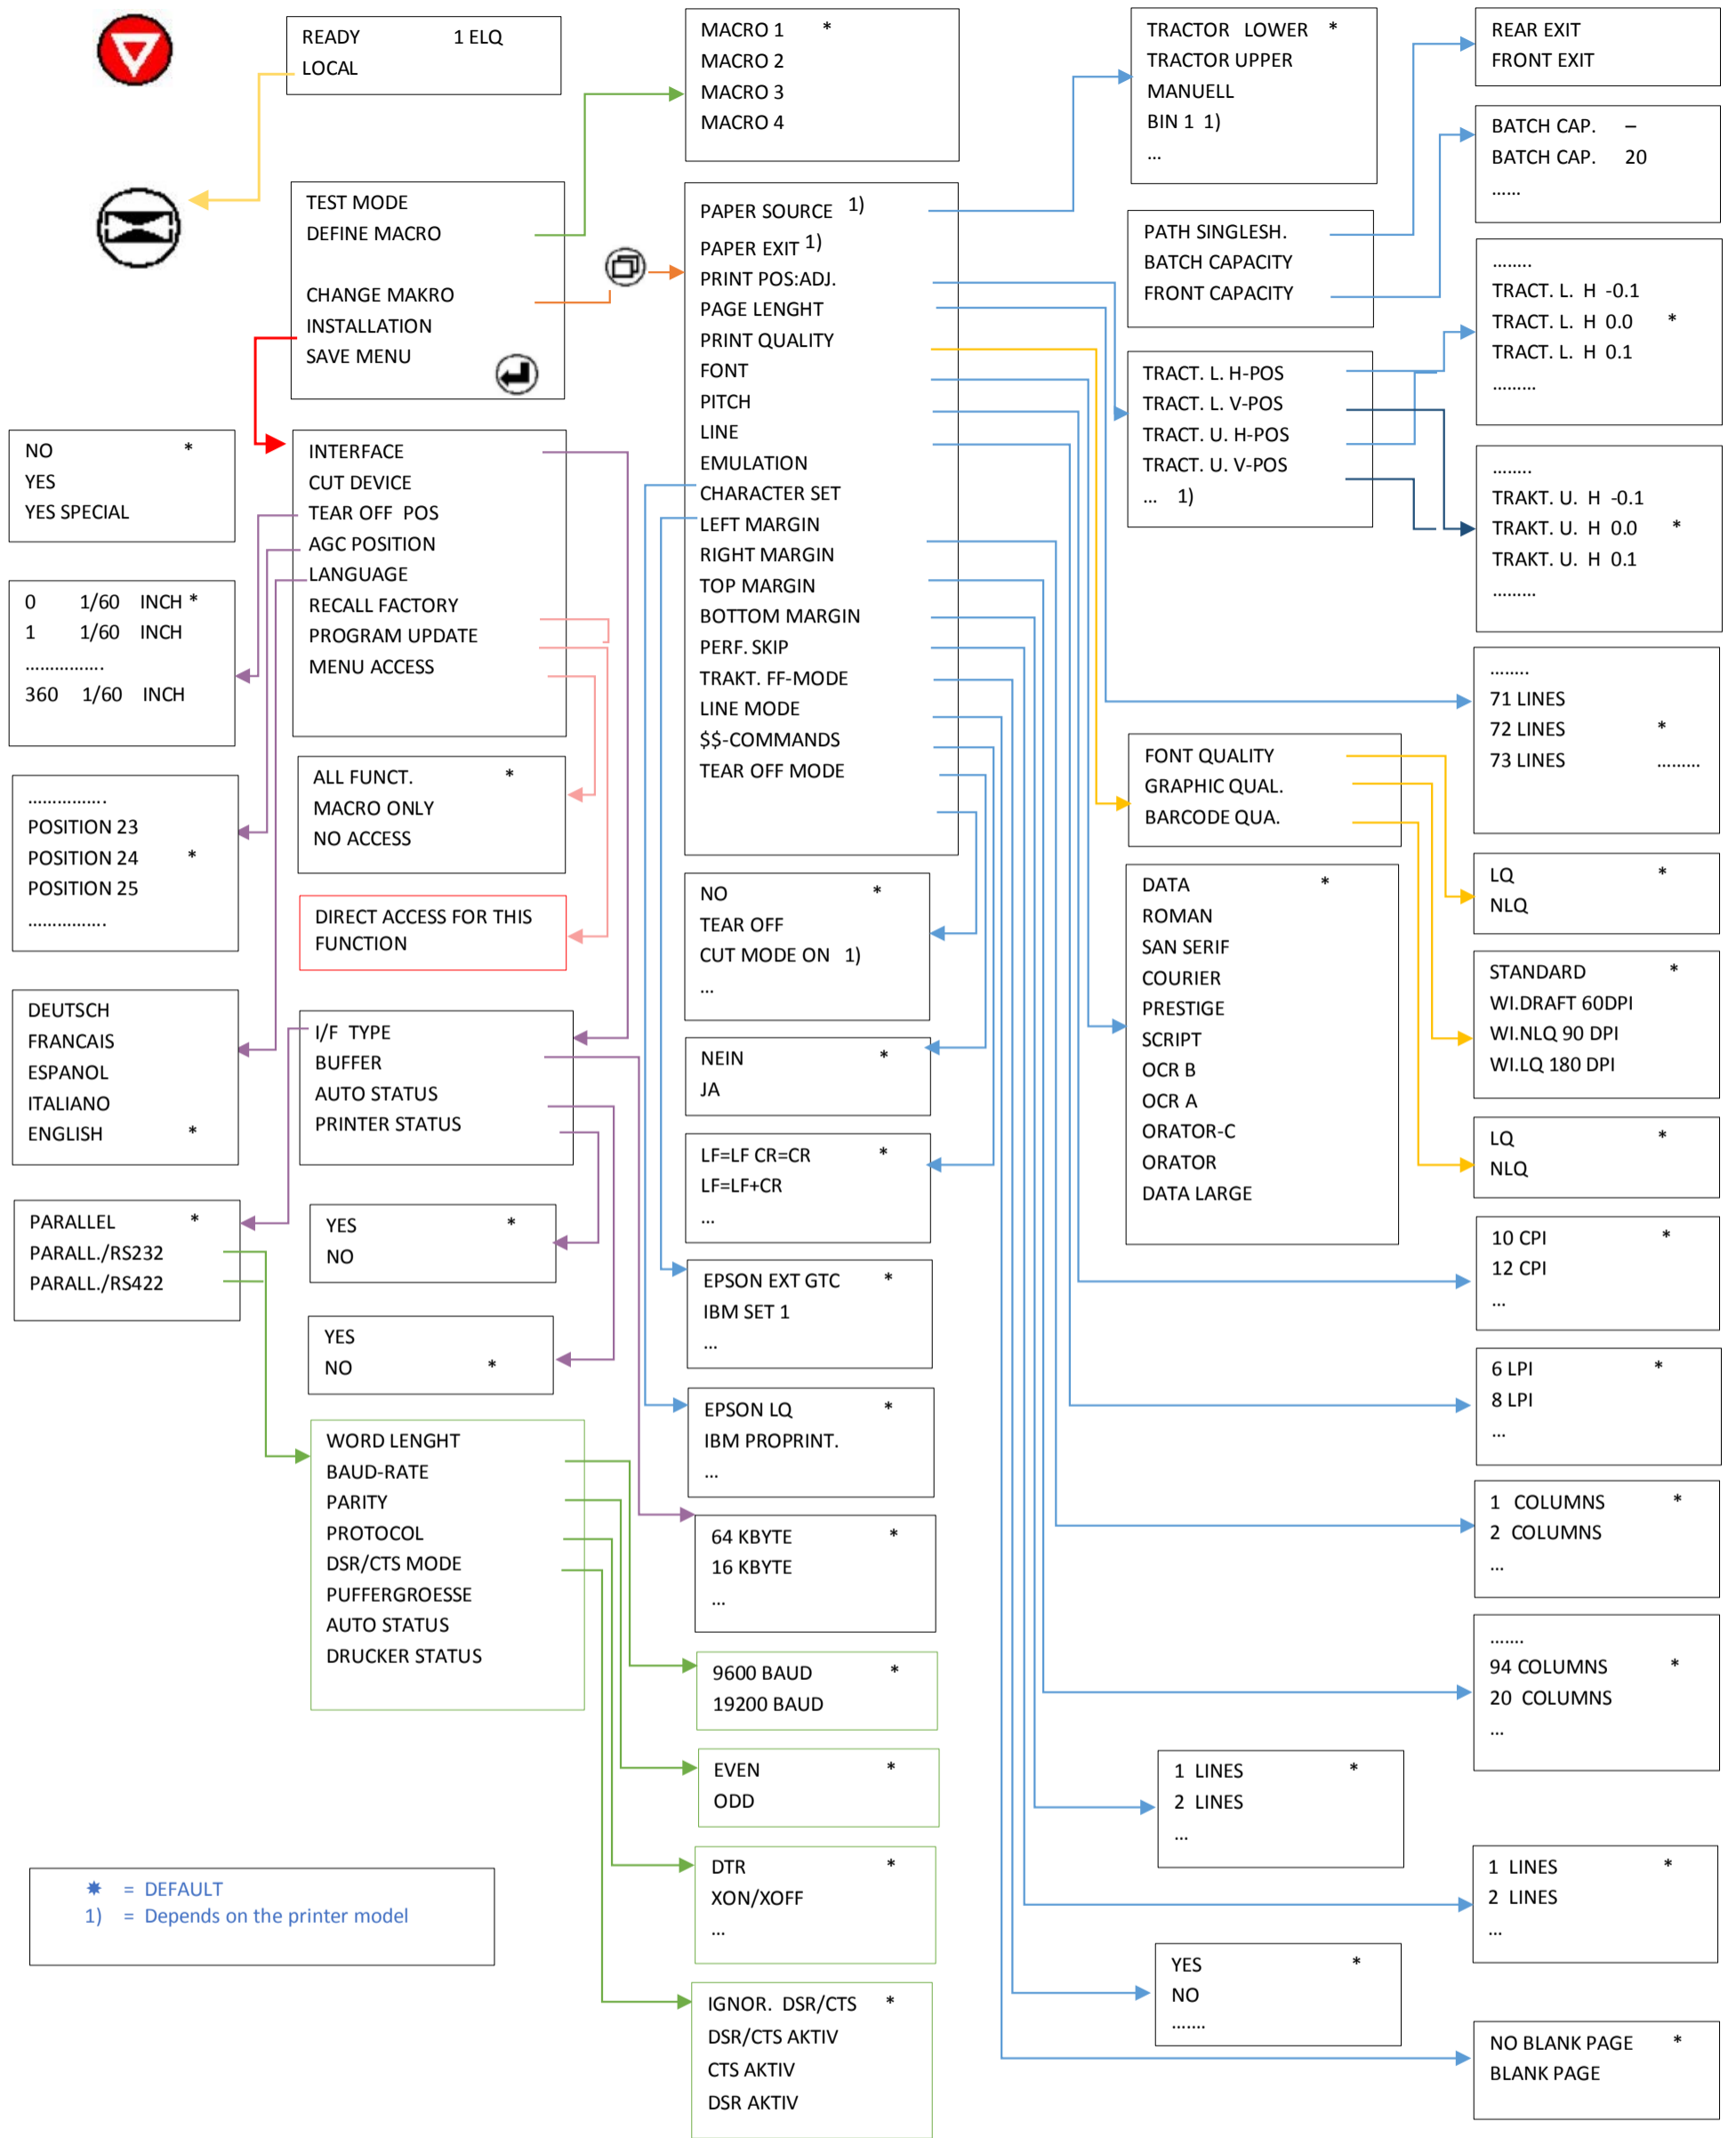 READY 1 ELQ
LOCAL
TEST MODE
DEFINE MACRO
CHANGE MAKRO
INSTALLATION
SAVE MENU
NO *
YES
YES SPECIAL
0 1/60 INCH *
1 1/60 INCH
................
360 1/60 INCH
................
POSITION 23
POSITION 24 *
POSITION 25
................
DEUTSCH
FRANCAIS
ESPANOL
ITALIANO
ENGLISH *
PARALLEL *
PARALL./RS232
PARALL./RS422
INTERFACE
CUT DEVICE
TEAR OFF POS
AGC POSITION
LANGUAGE
RECALL FACTORY
PROGRAM UPDATE
MENU ACCESS
ALL FUNCT. *
MACRO ONLY
NO ACCESS
DIRECT ACCESS FOR THIS
FUNCTION
I/F TYPE
BUFFER
AUTO STATUS
PRINTER STATUS
YES *
NO
YES
NO *
WORD LENGHT
BAUD-RATE
PARITY
PROTOCOL
DSR/CTS MODE
PUFFERGROESSE
AUTO STATUS
DRUCKER STATUS
✷ = DEFAULT
1) = Depends on the printer model
MACRO 1 *
MACRO 2
MACRO 3
MACRO 4
PAPER SOURCE 1)
PAPER EXIT 1)
PRINT POS:ADJ.
PAGE LENGHT
PRINT QUALITY
FONT
PITCH
LINE
EMULATION
CHARACTER SET
LEFT MARGIN
RIGHT MARGIN
TOP MARGIN
BOTTOM MARGIN
PERF. SKIP
TRAKT. FF-MODE
LINE MODE
$$-COMMANDS
TEAR OFF MODE
NO *
TEAR OFF
CUT MODE ON 1)
...
NEIN *
JA
LF=LF CR=CR *
LF=LF+CR
...
EPSON EXT GTC *
IBM SET 1
...
EPSON LQ *
IBM PROPRINT.
...
64 KBYTE *
16 KBYTE
...
9600 BAUD *
19200 BAUD
EVEN *
ODD
DTR *
XON/XOFF
...
IGNOR. DSR/CTS *
DSR/CTS AKTIV
CTS AKTIV
DSR AKTIV
TRACTOR LOWER *
TRACTOR UPPER
MANUELL
BIN 1 1)
...
PATH SINGLESH.
BATCH CAPACITY
FRONT CAPACITY
TRACT. L. H-POS
TRACT. L. V-POS
TRACT. U. H-POS
TRACT. U. V-POS
... 1)
FONT QUALITY
GRAPHIC QUAL.
BARCODE QUA.
DATA *
ROMAN
SAN SERIF
COURIER
PRESTIGE
SCRIPT
OCR B
OCR A
ORATOR-C
ORATOR
DATA LARGE
1 LINES *
2 LINES
...
YES *
NO
.......
REAR EXIT
FRONT EXIT
BATCH CAP. –
BATCH CAP. 20
......
........
TRACT. L. H -0.1
TRACT. L. H 0.0 *
TRACT. L. H 0.1
.........
........
TRAKT. U. H -0.1
TRAKT. U. H 0.0 *
TRAKT. U. H 0.1
.........
........
71 LINES
72 LINES *
73 LINES .........
LQ *
NLQ
STANDARD *
WI.DRAFT 60DPI
WI.NLQ 90 DPI
WI.LQ 180 DPI
LQ *
NLQ
10 CPI *
12 CPI
...
6 LPI *
8 LPI
...
1 COLUMNS *
2 COLUMNS
...
.......
94 COLUMNS *
20 COLUMNS
...
1 LINES *
2 LINES
...
NO BLANK PAGE *
BLANK PAGE